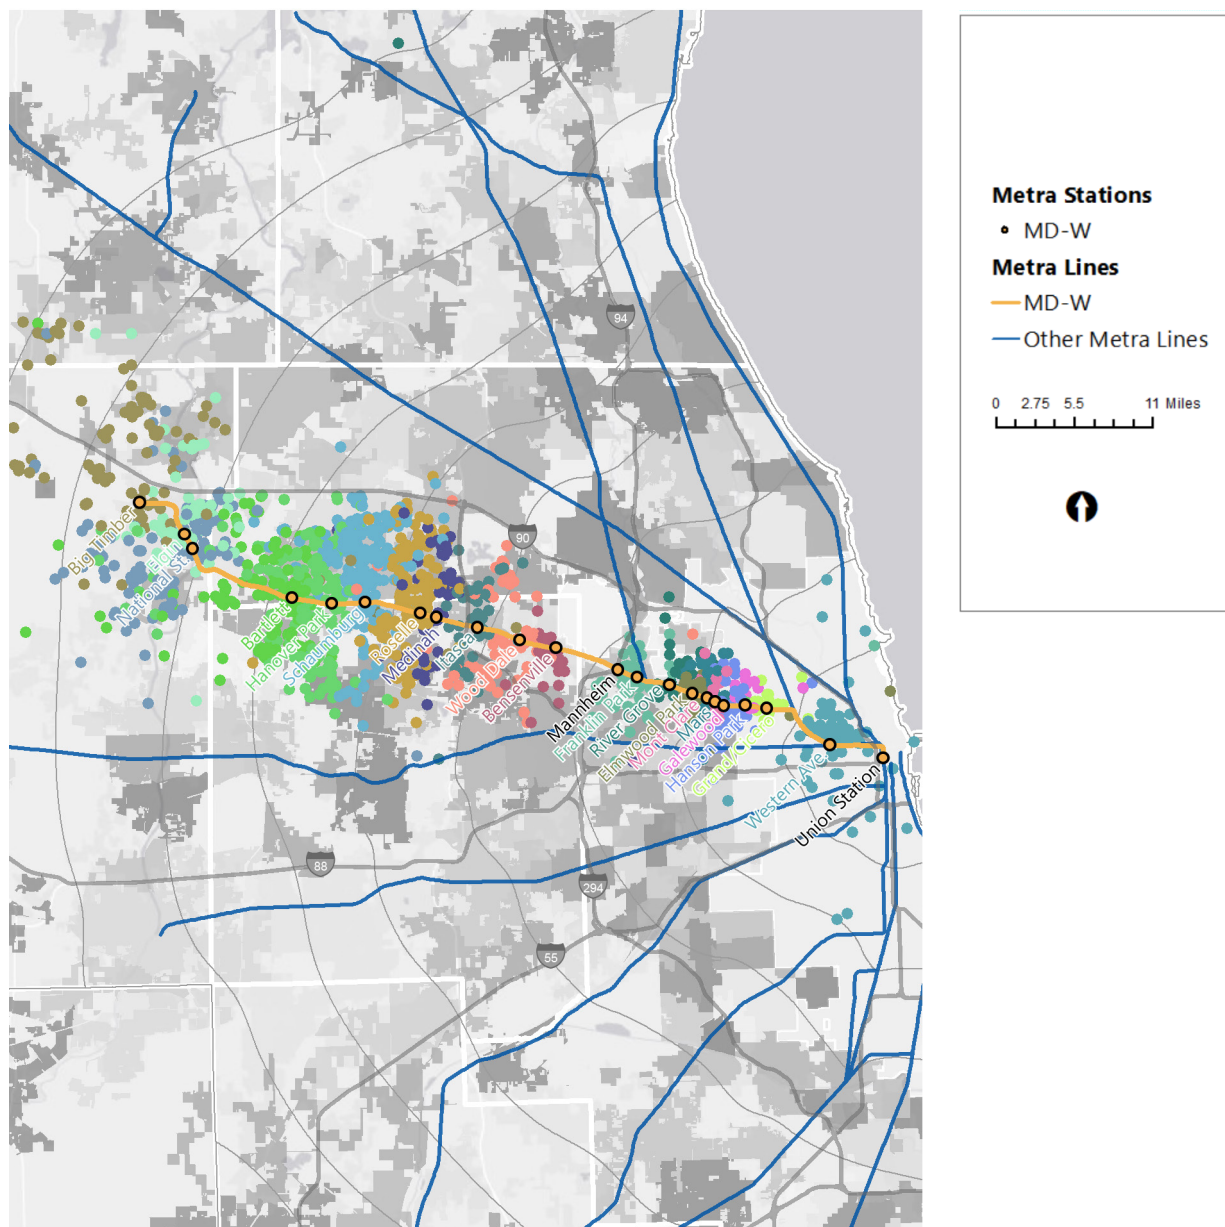 94
90
88
294
55
Big Timber
Elgin
National St.
Bartlett
Hanover Park
Schaumburg
Roselle
Medinah
Itasca
Wood Dale
Bensenville
Mannheim
Franklin Park
River Grove
Elmwood Park
Mont Clare
Mars
Galewood
Hanson Park
Grand/Cicero
Western Ave
Union Station
Metra Stations
MD-W
Metra Lines
MD-W
Other Metra Lines
0 2.75 5.5 11 Miles